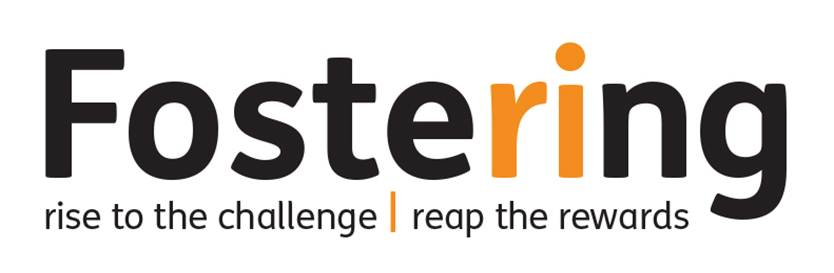 Fostering
rise to the challenge | reap the rewards